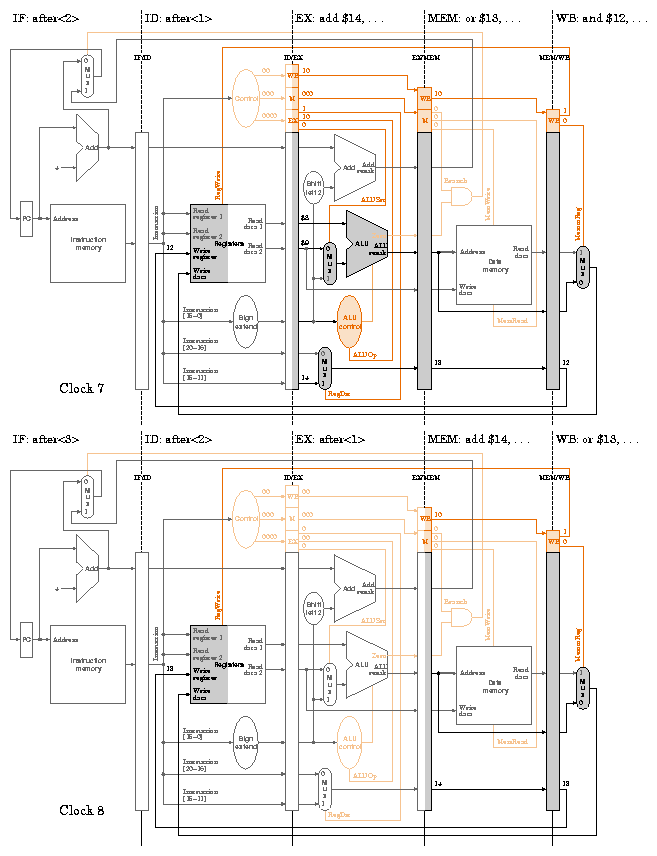 IF: after<2>
ID: after<1>
EX: add $14, . . .
MEM: or $13, . . .
WB: and $12, . . .
IF/ID
ID/EX
EX/MEM
MEM/WB
0
M
u
x
1
Control
00
000
0000
WB
M
EX
10
000
1
10
0
WB
M
10
0
0
WB
1
0
Add
4
RegWrite
Shift
left 2
Add
Add
result
ALUSrc
Branch
MemWrite
MemtoReg
PC
Address
Instruction
memory
Instruction
Read
register 1
Read
register 2
Registers
Write
register
Write
data
Read
data 1
Read
data 2
12
$8
$9
0
M
u
x
1
ALU
ALU
result
Address
Read
data
Data
memory
Write
data
1
M
u
x
0
Instruction
[15–0]
Sign
extend
ALU
control
MemRead
Instruction
[20–16]
ALUOp
Instruction
[15–11]
14
0
M
u
x
1
13
12
RegDst
Clock 7
IF: after<3>
ID: after<2>
EX: after<1>
MEM: add $14, . . .
WB: or $13, . . .
IF/ID
ID/EX
EX/MEM
MEM/WB
0
M
u
x
1
Control
00
000
0000
WB
M
EX
00
000
0
00
0
WB
M
10
0
0
WB
1
0
Add
4
RegWrite
Shift
left 2
Add
Add
result
ALUSrc
Branch
MemWrite
MemtoReg
PC
Address
Instruction
memory
Instruction
Read
register 1
Read
register 2
Registers
Write
register
Write
data
Read
data 1
Read
data 2
13
0
M
u
x
1
Zero
ALU
ALU
result
Address
Read
data
Data
memory
Write
data
1
M
u
x
0
Instruction
[15–0]
Sign
extend
ALU
control
MemRead
Instruction
[20–16]
ALUOp
Instruction
[15–11]
0
M
u
x
1
14
13
RegDst
Clock 8